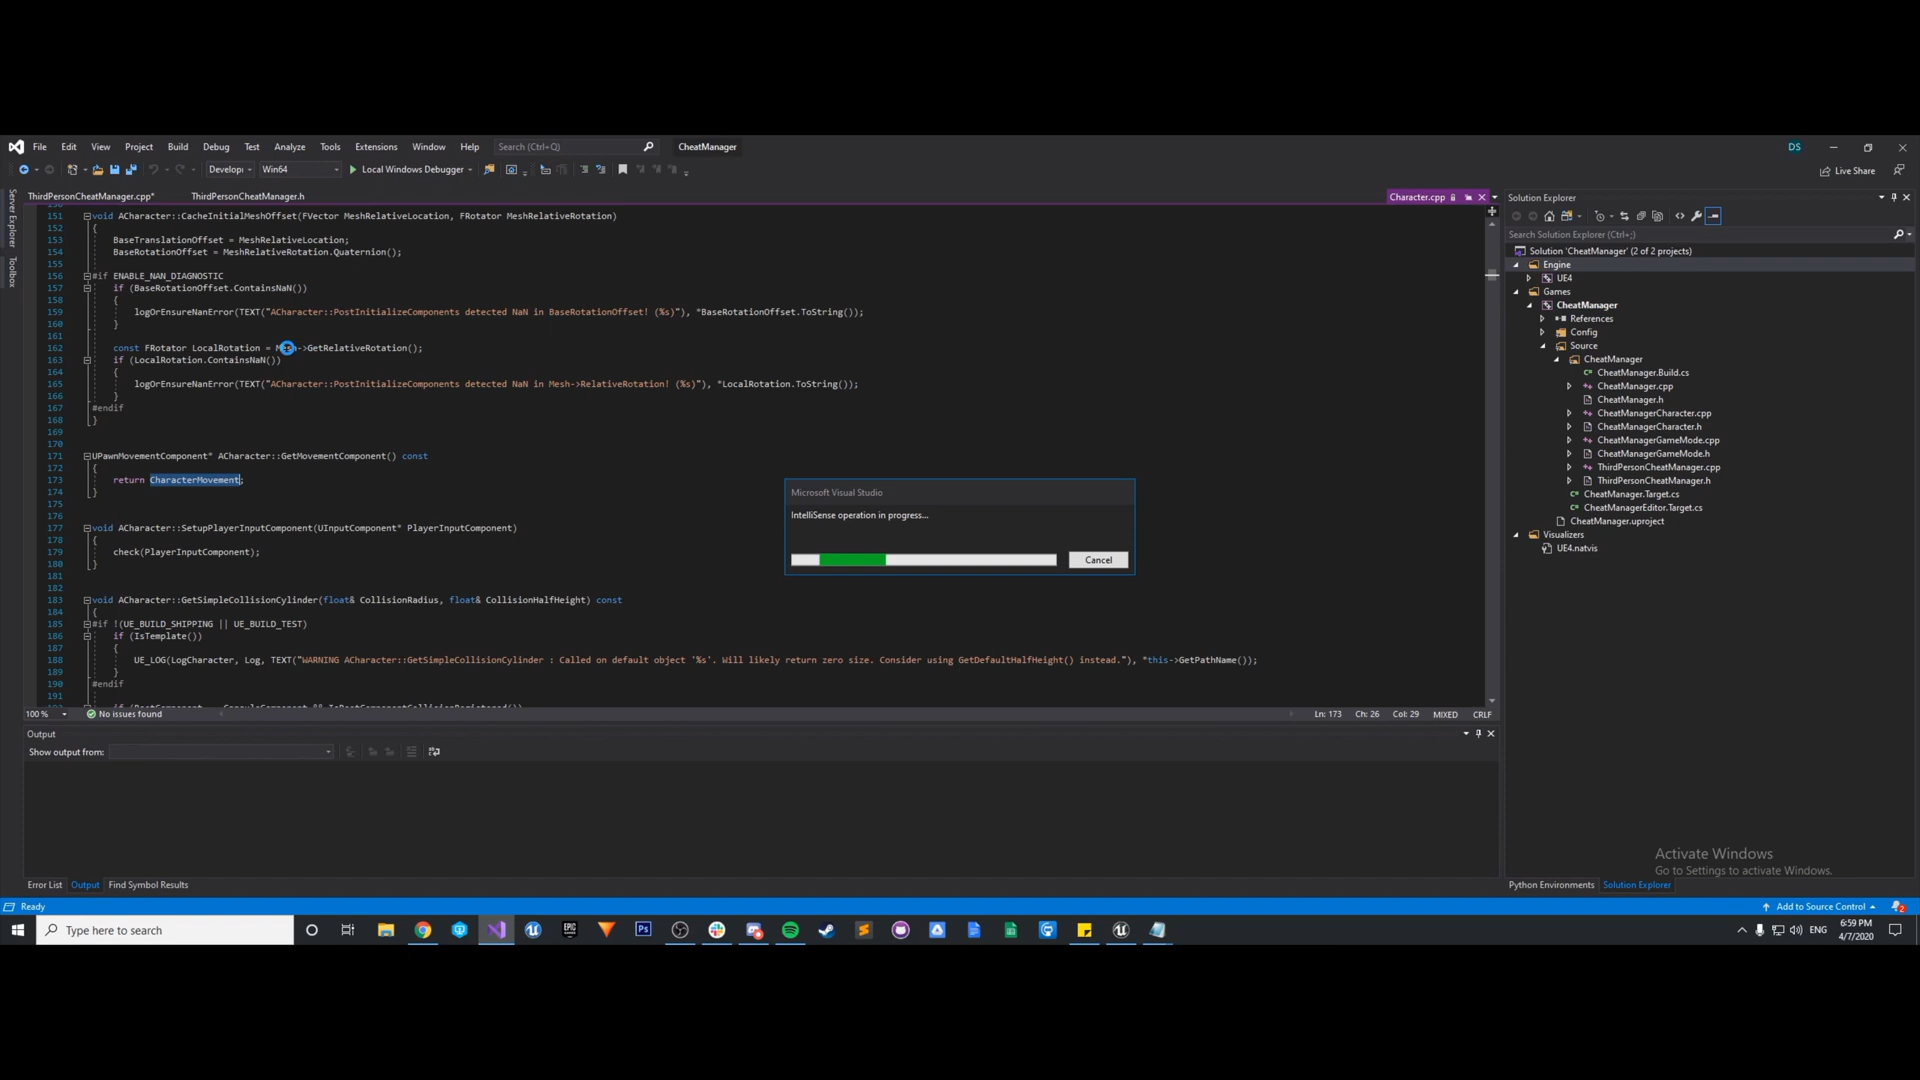 File Edit View Project Build Debug Test Analyze Tools Extensions Window Help Search (Ctrl+Q) CheatManager DS
Develop Win64 Local Windows Debugger Live Share
Server Explorer
Toolbox
ThirdPersonCheatManager.cpp* ThirdPersonCheatManager.h Character.cpp
151 void ACharacter::CacheInitialMeshOffset(FVector MeshRelativeLocation, FRotator MeshRelativeRotation)
152 {
153 BaseTranslationOffset = MeshRelativeLocation;
154 BaseRotationOffset = MeshRelativeRotation.Quaternion();
155
156 #if ENABLE_NAN_DIAGNOSTIC
157 if (BaseRotationOffset.ContainsNaN())
158 {
159 logOrEnsureNanError(TEXT("ACharacter::PostInitializeComponents detected NaN in BaseRotationOffset! (%s)"), *BaseRotationOffset.ToString());
160 }
161
162 const FRotator LocalRotation = Mesh->GetRelativeRotation();
163 if (LocalRotation.ContainsNaN())
164 {
165 logOrEnsureNanError(TEXT("ACharacter::PostInitializeComponents detected NaN in Mesh->RelativeRotation! (%s)"), *LocalRotation.ToString());
166 }
167 #endif
168 }
169
170
171 UPawnMovementComponent* ACharacter::GetMovementComponent() const
172 {
173 return CharacterMovement;
174 }
175
176
177 void ACharacter::SetupPlayerInputComponent(UInputComponent* PlayerInputComponent)
178 {
179 check(PlayerInputComponent);
180 }
181
182
183 void ACharacter::GetSimpleCollisionCylinder(float& CollisionRadius, float& CollisionHalfHeight) const
184 {
185 #if !(UE_BUILD_SHIPPING || UE_BUILD_TEST)
186 if (IsTemplate())
187 {
188 UE_LOG(LogCharacter, Log, TEXT("WARNING ACharacter::GetSimpleCollisionCylinder : Called on default object '%s'. Will likely return zero size. Consider using GetDefaultHalfHeight() instead."), *this->GetPathName());
189 }
190 #endif
191
Microsoft Visual Studio
IntelliSense operation in progress...
Cancel
100 % No issues found Ln: 173 Ch: 26 Col: 29 MIXED CRLF
Output
Show output from:
Error List Output Find Symbol Results
Solution Explorer
Search Solution Explorer (Ctrl+;)
Solution 'CheatManager' (2 of 2 projects)
Engine
UE4
Games
CheatManager
References
Config
Source
CheatManager
CheatManager.Build.cs
CheatManager.cpp
CheatManager.h
CheatManagerCharacter.cpp
CheatManagerCharacter.h
CheatManagerGameMode.cpp
CheatManagerGameMode.h
ThirdPersonCheatManager.cpp
ThirdPersonCheatManager.h
CheatManager.Target.cs
CheatManagerEditor.Target.cs
CheatManager.uproject
Visualizers
UE4.natvis
Activate Windows
Go to Settings to activate Windows.
Python Environments Solution Explorer
Ready Add to Source Control 2
Type here to search EPIC Ps ENG 6:59 PM
4/7/2020